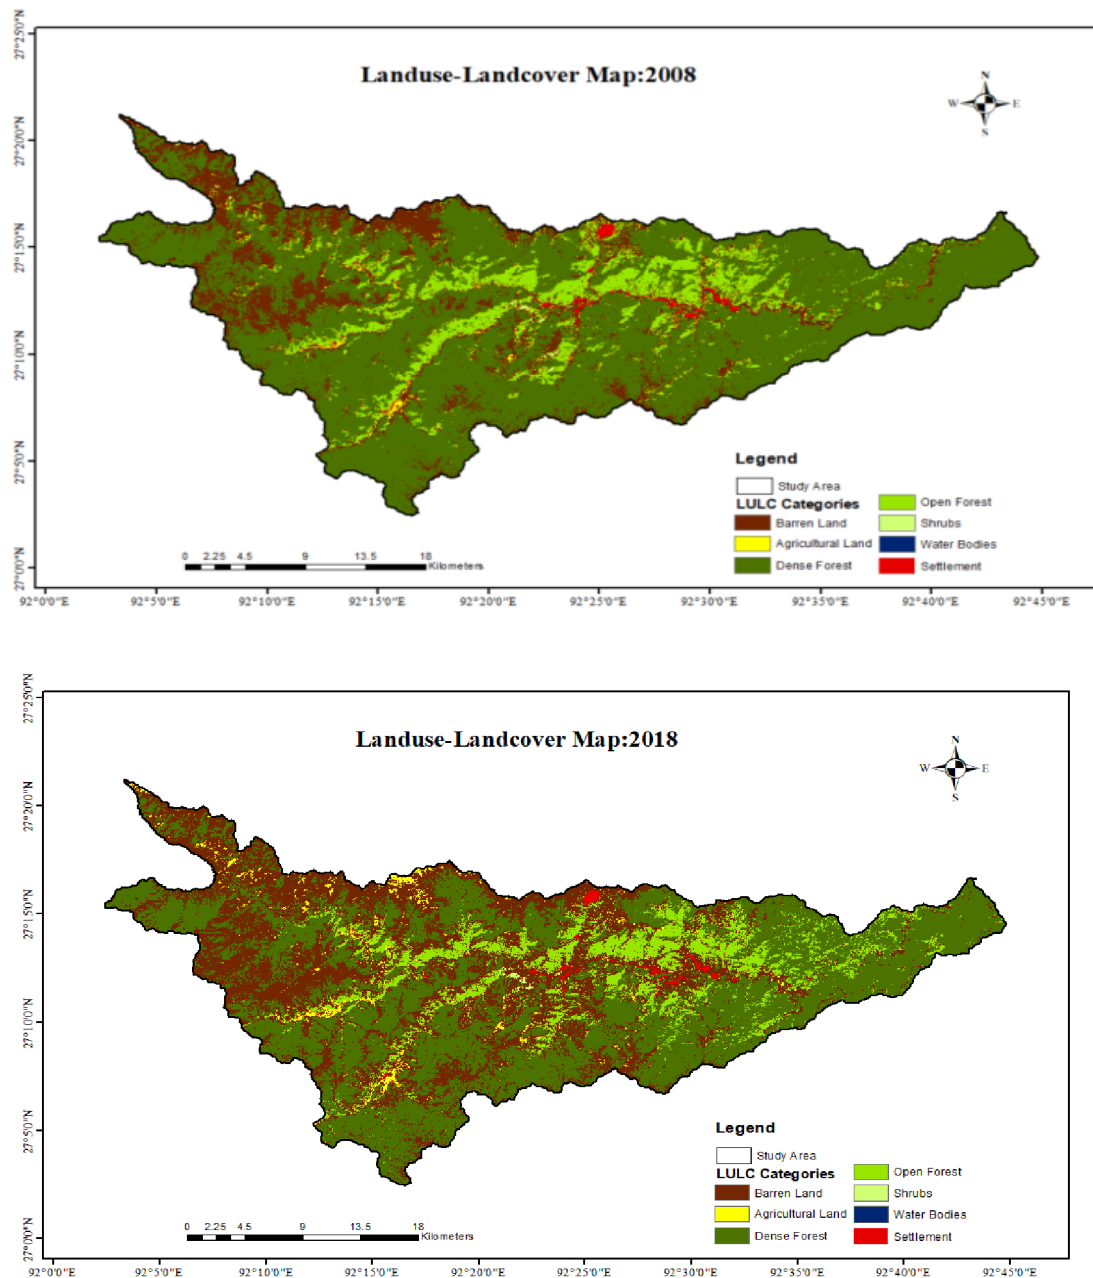 Landuse-Landcover Map:2008
N
W E
S
27°25'0"N
27°20'0"N
27°15'0"N
27°10'0"N
27°5'0"N
27°0'0"N
Legend
Study Area
LULC Categories
Barren Land
Agricultural Land
Dense Forest
Open Forest
Shrubs
Water Bodies
Settlement
0 2.25 4.5 9 13.5 18
Kilometers
92°0'0"E 92°5'0"E 92°10'0"E 92°15'0"E 92°20'0"E 92°25'0"E 92°30'0"E 92°35'0"E 92°40'0"E 92°45'0"E
Landuse-Landcover Map:2018
N
W E
S
27°25'0"N
27°20'0"N
27°15'0"N
27°10'0"N
27°5'0"N
27°0'0"N
Legend
Study Area
LULC Categories
Barren Land
Agricultural Land
Dense Forest
Open Forest
Shrubs
Water Bodies
Settlement
0 2.25 4.5 9 13.5 18
Kilometers
92°0'0"E 92°5'0"E 92°10'0"E 92°15'0"E 92°20'0"E 92°25'0"E 92°30'0"E 92°35'0"E 92°40'0"E 92°45'0"E